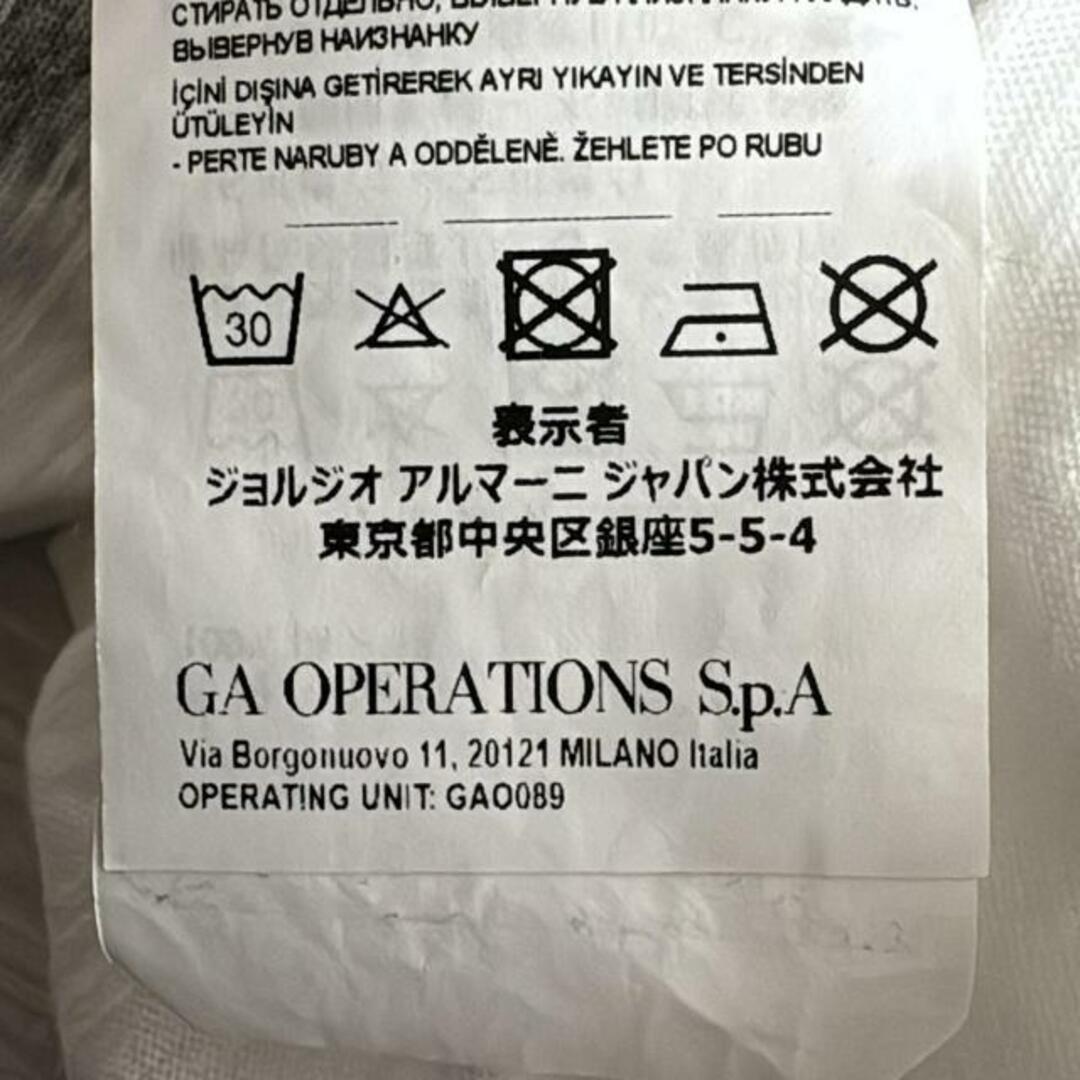 СТИРАТЬ ОТДЕЛЬНО,
ВЫВЕРНУВ НАИЗНАНКУ
İÇİNİ DIŞINA GETİREREK AYRI YIKAYIN VE TERSİNDEN
ÜTÜLEYİN
- PERTE NARUBY A ODDĚLENĚ. ŽEHLETE PO RUBU
30
表示者
ジョルジオ アルマーニ ジャパン株式会社
東京都中央区銀座5-5-4
GA OPERATIONS S.p.A
Via Borgonuovo 11, 20121 MILANO Italia
OPERATING UNIT: GAO089